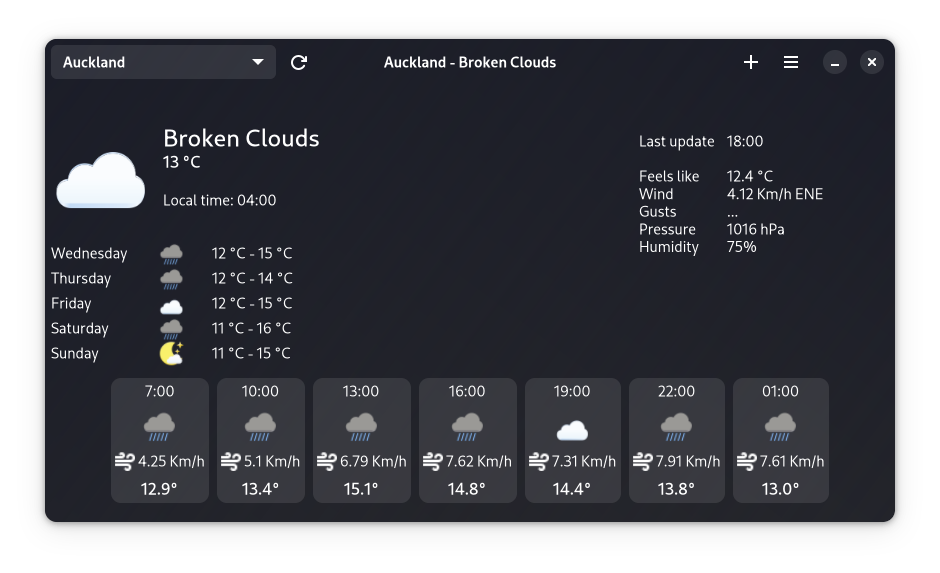 Auckland
Auckland - Broken Clouds
Broken Clouds
13 °C
Local time: 04:00
Last update 18:00
Feels like 12.4 °C
Wind 4.12 Km/h ENE
Gusts ...
Pressure 1016 hPa
Humidity 75%
Wednesday 12 °C - 15 °C
Thursday 12 °C - 14 °C
Friday 12 °C - 15 °C
Saturday 11 °C - 16 °C
Sunday 11 °C - 15 °C
7:00 10:00 13:00 16:00 19:00 22:00 01:00
4.25 Km/h 5.1 Km/h 6.79 Km/h 7.62 Km/h 7.31 Km/h 7.91 Km/h 7.61 Km/h
12.9° 13.4° 15.1° 14.8° 14.4° 13.8° 13.0°